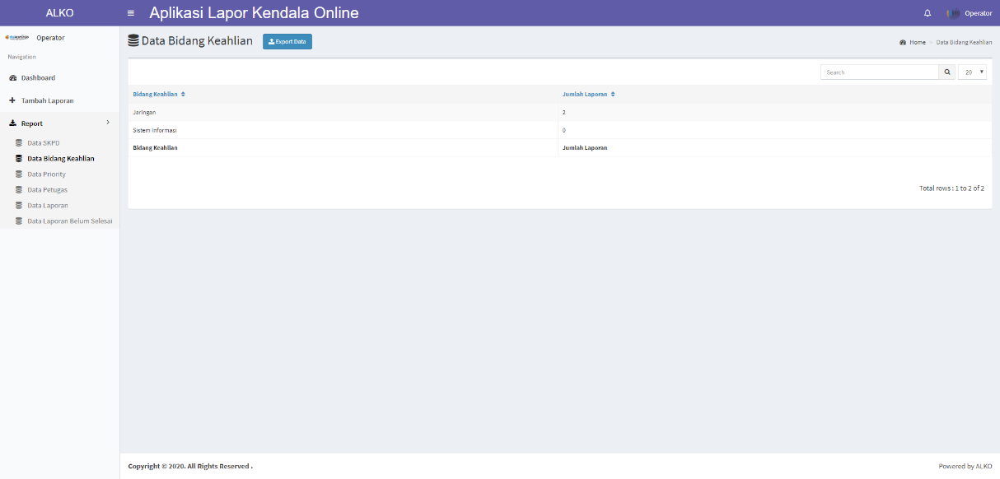 ALKO
Aplikasi Lapor Kendala Online
Operator
Operator
Navigation
Dashboard
Tambah Laporan
Report
Data SKPD
Data Bidang Keahlian
Data Priority
Data Petugas
Data Laporan
Data Laporan Belum Selesai
Data Bidang Keahlian
Export Data
Home > Data Bidang Keahlian
Search
20
Bidang Keahlian Jumlah Laporan
Jaringan 2
Sistem Informasi 0
Bidang Keahlian Jumlah Laporan
Total rows : 1 to 2 of 2
Copyright © 2020. All Rights Reserved .
Powered by ALKO